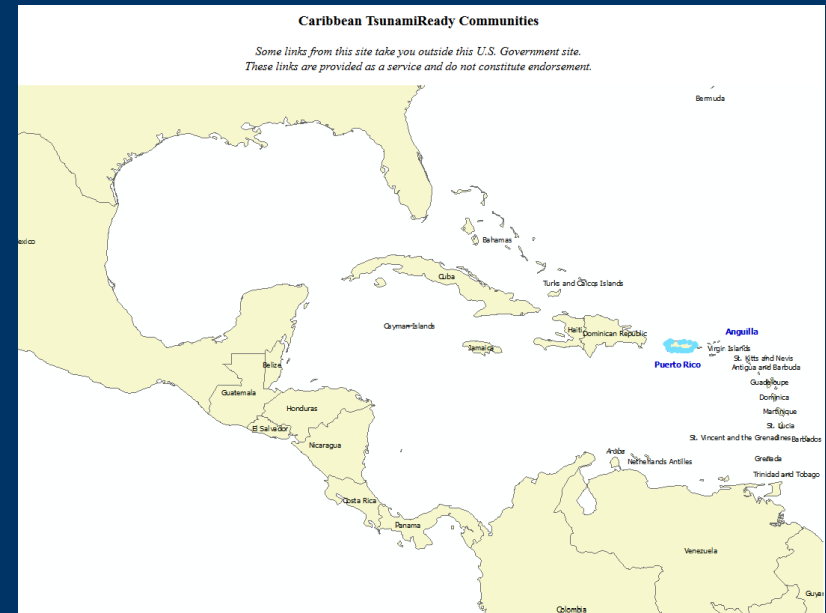 Caribbean TsunamiReady Communities
Some links from this site take you outside this U.S. Government site.
These links are provided as a service and do not constitute endorsement.
Bermuda
exico
Bahamas
Cuba
Turks and Caicos Islands
Cayman Islands
Haiti
Dominican Republic
Anguilla
Jamaica
Virgin Islands
Puerto Rico
St. Kitts and Nevis
Belize
Antigua and Barbuda
Guadeloupe
Guatemala
Dominica
Honduras
Martinique
El Salvador
St. Lucia
St. Vincent and the Grenadines
Barbados
Nicaragua
Aruba
Netherlands Antilles
Grenada
Trinidad and Tobago
Costa Rica
Panama
Venezuela
Guya
Colombia